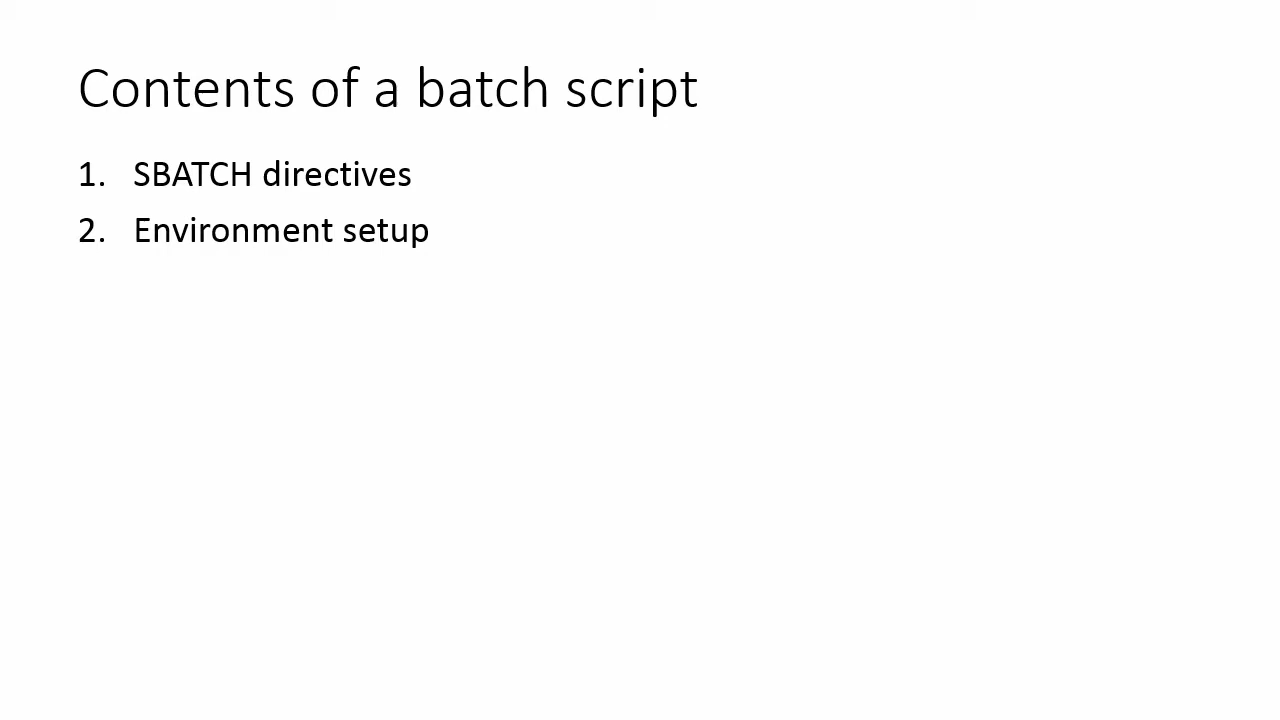 Contents of a batch script
1. SBATCH directives
2. Environment setup